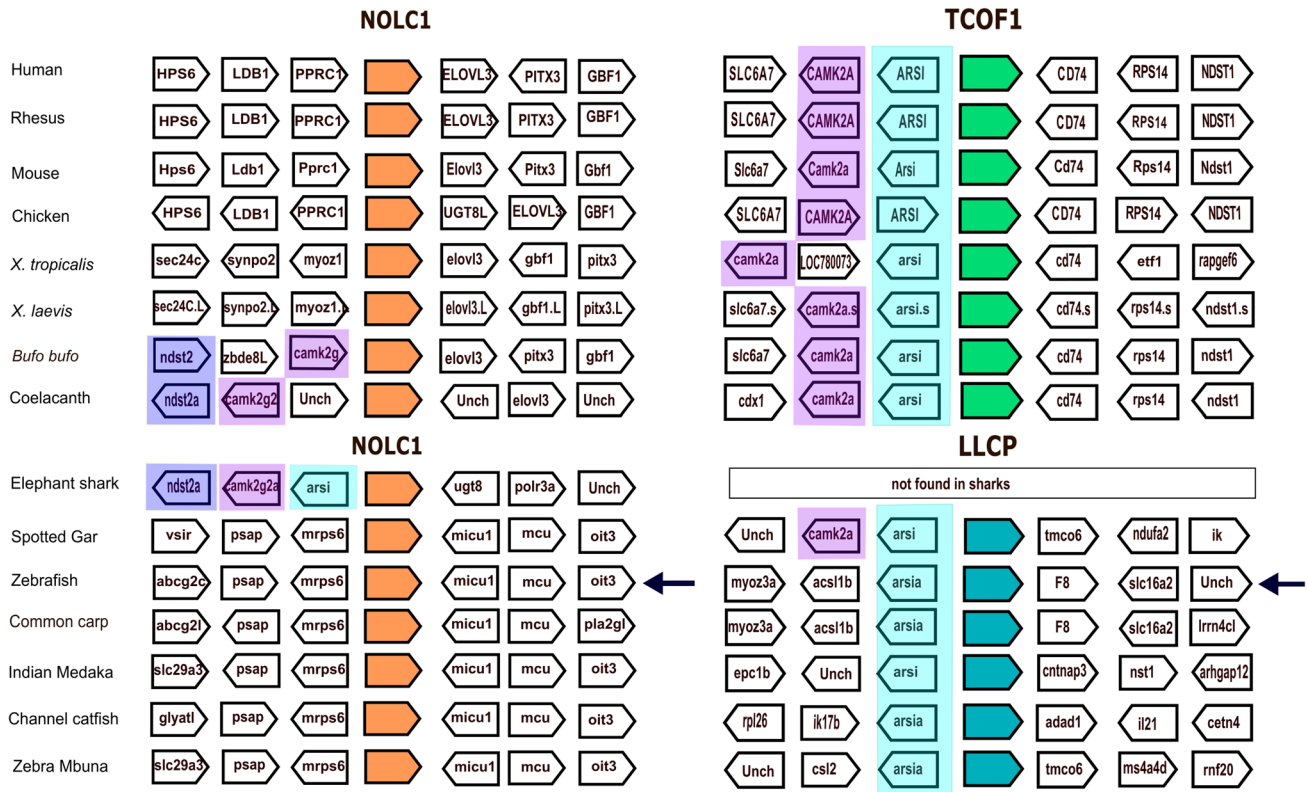 NOLC1 TCOF1
Human HPS6 LDB1 PPRC1 ELOVL3 PITX3 GBF1 SLC6A7 CAMK2A ARSI CD74 RPS14 NDST1
Rhesus HPS6 LDB1 PPRC1 ELOVL3 PITX3 GBF1 SLC6A7 CAMK2A ARSI CD74 RPS14 NDST1
Mouse Hps6 Ldb1 Pprc1 Elovl3 Pitx3 Gbf1 Slc6a7 Camk2a Arsi Cd74 Rps14 Ndst1
Chicken HPS6 LDB1 PPRC1 UGT8L ELOVL3 GBF1 SLC6A7 CAMK2A ARSI CD74 RPS14 NDST1
X. tropicalis sec24c synpo2 myoz1 elovl3 gbf1 pitx3 camk2a LOC780073 arsi cd74 etf1 rapgef6
X. laevis sec24C.L synpo2.L myoz1.L elovl3.L gbf1.L pitx3.L slc6a7.s camk2a.s arsi.s cd74.s rps14.s ndst1.s
Bufo bufo ndst2 zbde8L camk2g elovl3 pitx3 gbf1 slc6a7 camk2a arsi cd74 rps14 ndst1
Coelacanth ndst2a camk2g2 Unch Unch elovl3 Unch cdx1 camk2a arsi cd74 rps14 ndst1
NOLC1 LLCP
Elephant shark ndst2a camk2g2a arsi ugt8 polr3a Unch not found in sharks
Spotted Gar vsir psap mrps6 micu1 mcu oit3 Unch camk2a arsi tmco6 ndufa2 ik
Zebrafish abcg2c psap mrps6 micu1 mcu oit3 myoz3a acsl1b arsia F8 slc16a2 Unch
Common carp abcg2l psap mrps6 micu1 mcu pla2gl myoz3a acsl1b arsia F8 slc16a2 lrrn4cl
Indian Medaka slc29a3 psap mrps6 micu1 mcu oit3 epc1b Unch arsi cntnap3 nst1 arhgap12
Channel catfish glyatl psap mrps6 micu1 mcu oit3 rpl26 ik17b arsia adad1 il21 cetn4
Zebra Mbuna slc29a3 psap mrps6 micu1 mcu oit3 Unch csl2 arsia tmco6 ms4a4d rnf20